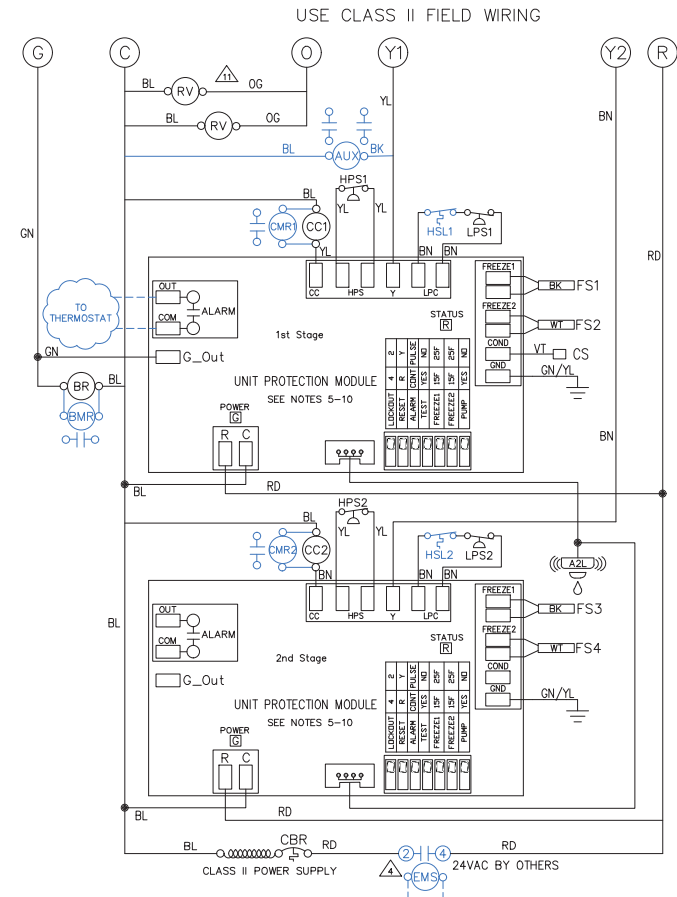 USE CLASS II FIELD WIRING
G C O Y1 Y2 R
11
BL RV OG
BL RV OG
YL
BN
BL AUX BK
HPS1
BL
YL YL
CMR1 CC1
HSL1 LPS1
YL
BN BN
GN
RD
CC HPS Y LPC
FREEZE1
BK FS1
FREEZE2
WT FS2
COND
VT CS
GND
GN/YL
OUT
COM
ALARM
TO
THERMOSTAT
1st Stage
STATUS
R
GN
G_Out
UNIT PROTECTION MODULE
SEE NOTES 5-10
LOCKOUT 4 2
RESET R Y
ALARM CONT PULSE
TEST YES NO
FREEZE1 15F 25F
FREEZE2 15F 25F
PUMP YES NO
BR BL
BMR
POWER
G
R C
BL
RD
BN
HPS2
BL
YL YL
CMR2 CC2
HSL2 LPS2
BN
BN BN
A2L
CC HPS Y LPC
FREEZE1
BK FS3
FREEZE2
WT FS4
COND
GND
GN/YL
OUT
COM
ALARM
BL
2nd Stage
STATUS
R
G_Out
UNIT PROTECTION MODULE
SEE NOTES 5-10
LOCKOUT 4 2
RESET R Y
ALARM CONT PULSE
TEST YES NO
FREEZE1 15F 25F
FREEZE2 15F 25F
PUMP YES NO
POWER
G
R C
BL
RD
BL CBR RD
2 4
RD
CLASS II POWER SUPPLY
4
24VAC BY OTHERS
EMS